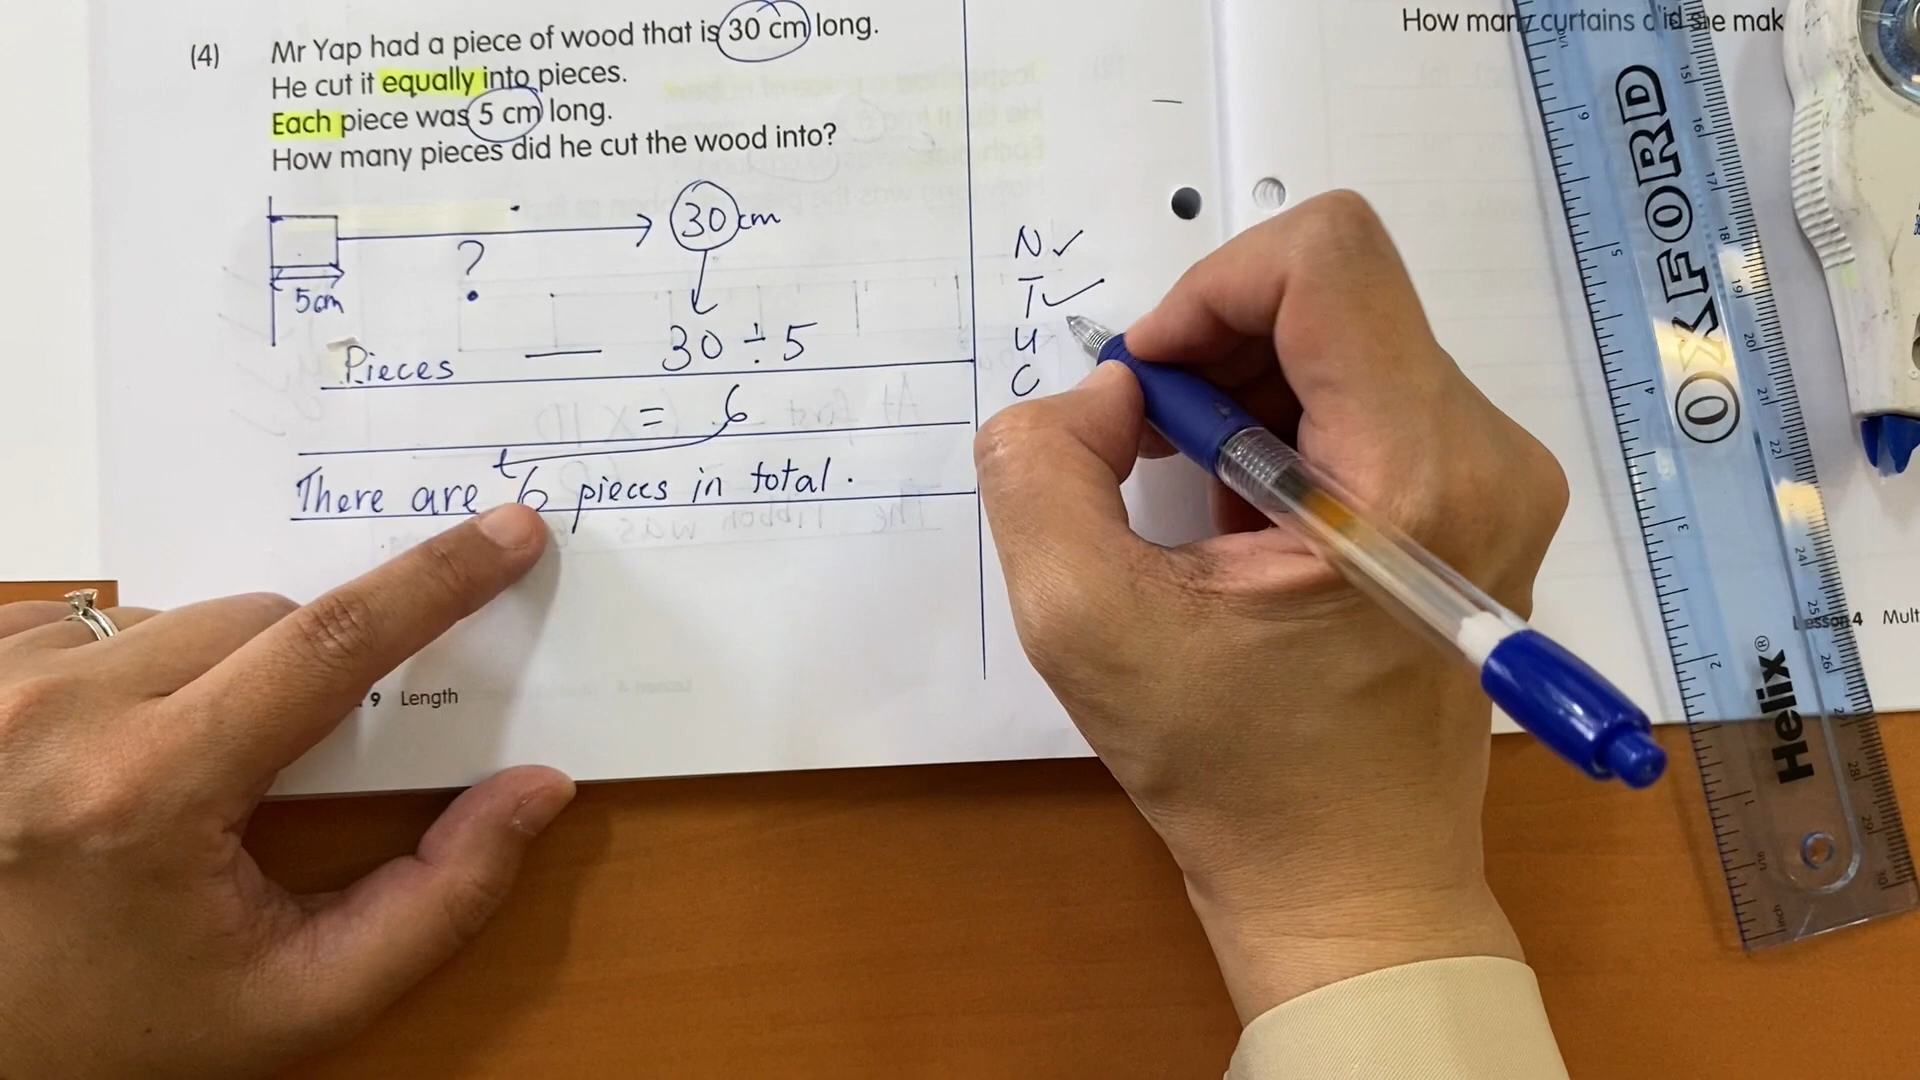 (4) Mr Yap had a piece of wood that is 30 cm long.
He cut it equally into pieces.
Each piece was 5 cm long.
How many pieces did he cut the wood into?
30 cm
?
5cm
Pieces — 30 ÷ 5
= 6
There are 6 pieces in total.
N ✓
T ✓
U
C
9 Length
How many curtains did she mak
Lesson 4 Mult
OXFORD
Helix®
inch